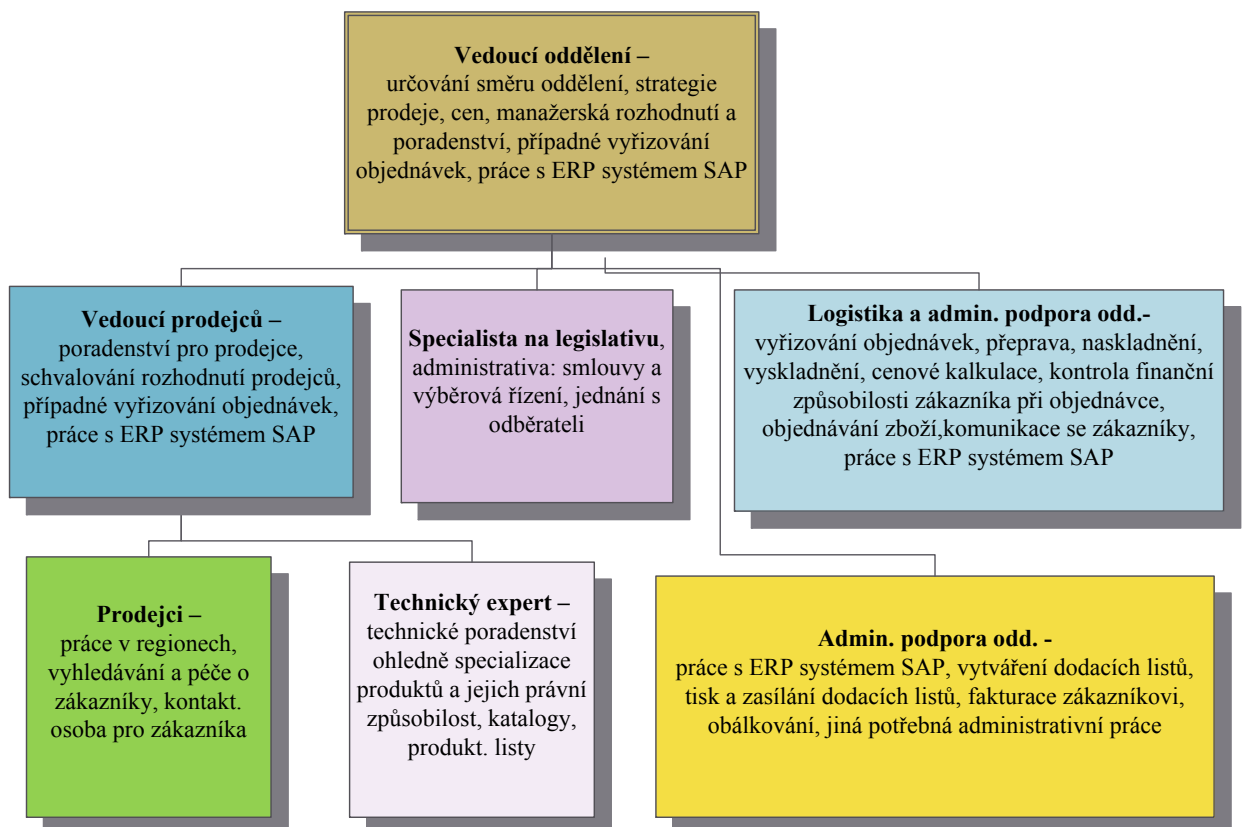 Vedoucí oddělení –
určování směru oddělení, strategie
prodeje, cen, manažerská rozhodnutí a
poradenství, případné vyřizování
objednávek, práce s ERP systémem SAP
Vedoucí prodejců –
poradenství pro prodejce,
schvalování rozhodnutí prodejců,
případné vyřizování objednávek,
práce s ERP systémem SAP
Specialista na legislativu,
administrativa: smlouvy a
výběrová řízení, jednání s
odběrateli
Logistika a admin. podpora odd.-
vyřizování objednávek, přeprava, naskladnění,
vyskladnění, cenové kalkulace, kontrola finanční
způsobilosti zákazníka při objednávce,
objednávání zboží,komunikace se zákazníky,
práce s ERP systémem SAP
Prodejci –
práce v regionech,
vyhledávání a péče o
zákazníky, kontakt.
osoba pro zákazníka
Technický expert –
technické poradenství
ohledně specializace
produktů a jejich právní
způsobilost, katalogy,
produkt. listy
Admin. podpora odd. -
práce s ERP systémem SAP, vytváření dodacích listů,
tisk a zasílání dodacích listů, fakturace zákazníkovi,
obálkování, jiná potřebná administrativní práce